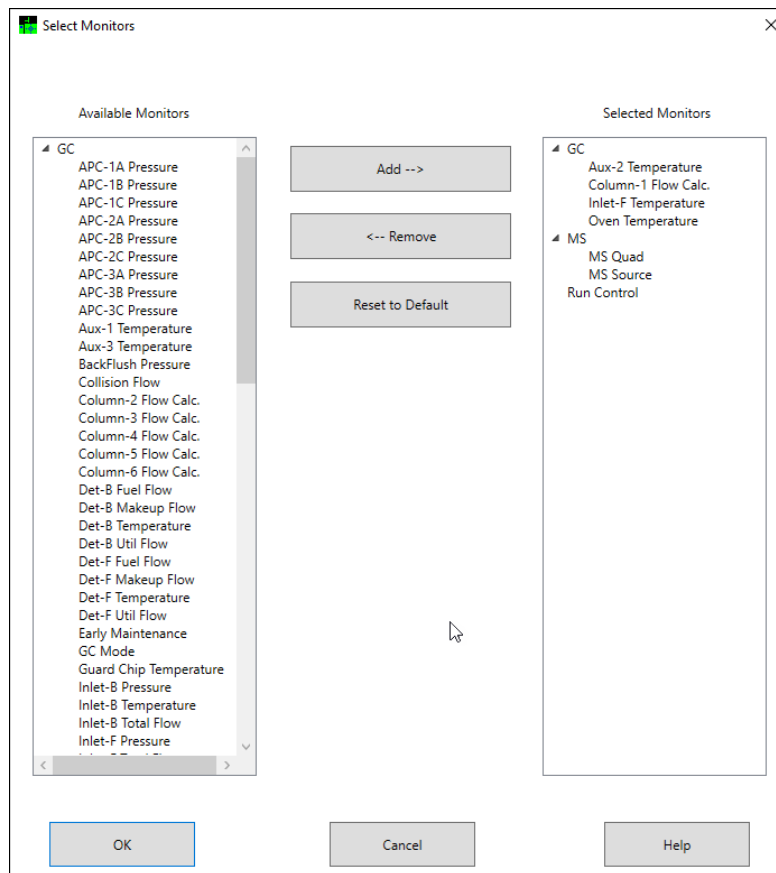 Select Monitors
Available Monitors
GC
APC-1A Pressure
APC-1B Pressure
APC-1C Pressure
APC-2A Pressure
APC-2B Pressure
APC-2C Pressure
APC-3A Pressure
APC-3B Pressure
APC-3C Pressure
Aux-1 Temperature
Aux-3 Temperature
BackFlush Pressure
Collision Flow
Column-2 Flow Calc.
Column-3 Flow Calc.
Column-4 Flow Calc.
Column-5 Flow Calc.
Column-6 Flow Calc.
Det-B Fuel Flow
Det-B Makeup Flow
Det-B Temperature
Det-B Util Flow
Det-F Fuel Flow
Det-F Makeup Flow
Det-F Temperature
Det-F Util Flow
Early Maintenance
GC Mode
Guard Chip Temperature
Inlet-B Pressure
Inlet-B Temperature
Inlet-B Total Flow
Inlet-F Pressure
Add -->
<-- Remove
Reset to Default
Selected Monitors
GC
Aux-2 Temperature
Column-1 Flow Calc.
Inlet-F Temperature
Oven Temperature
MS
MS Quad
MS Source
Run Control
OK
Cancel
Help